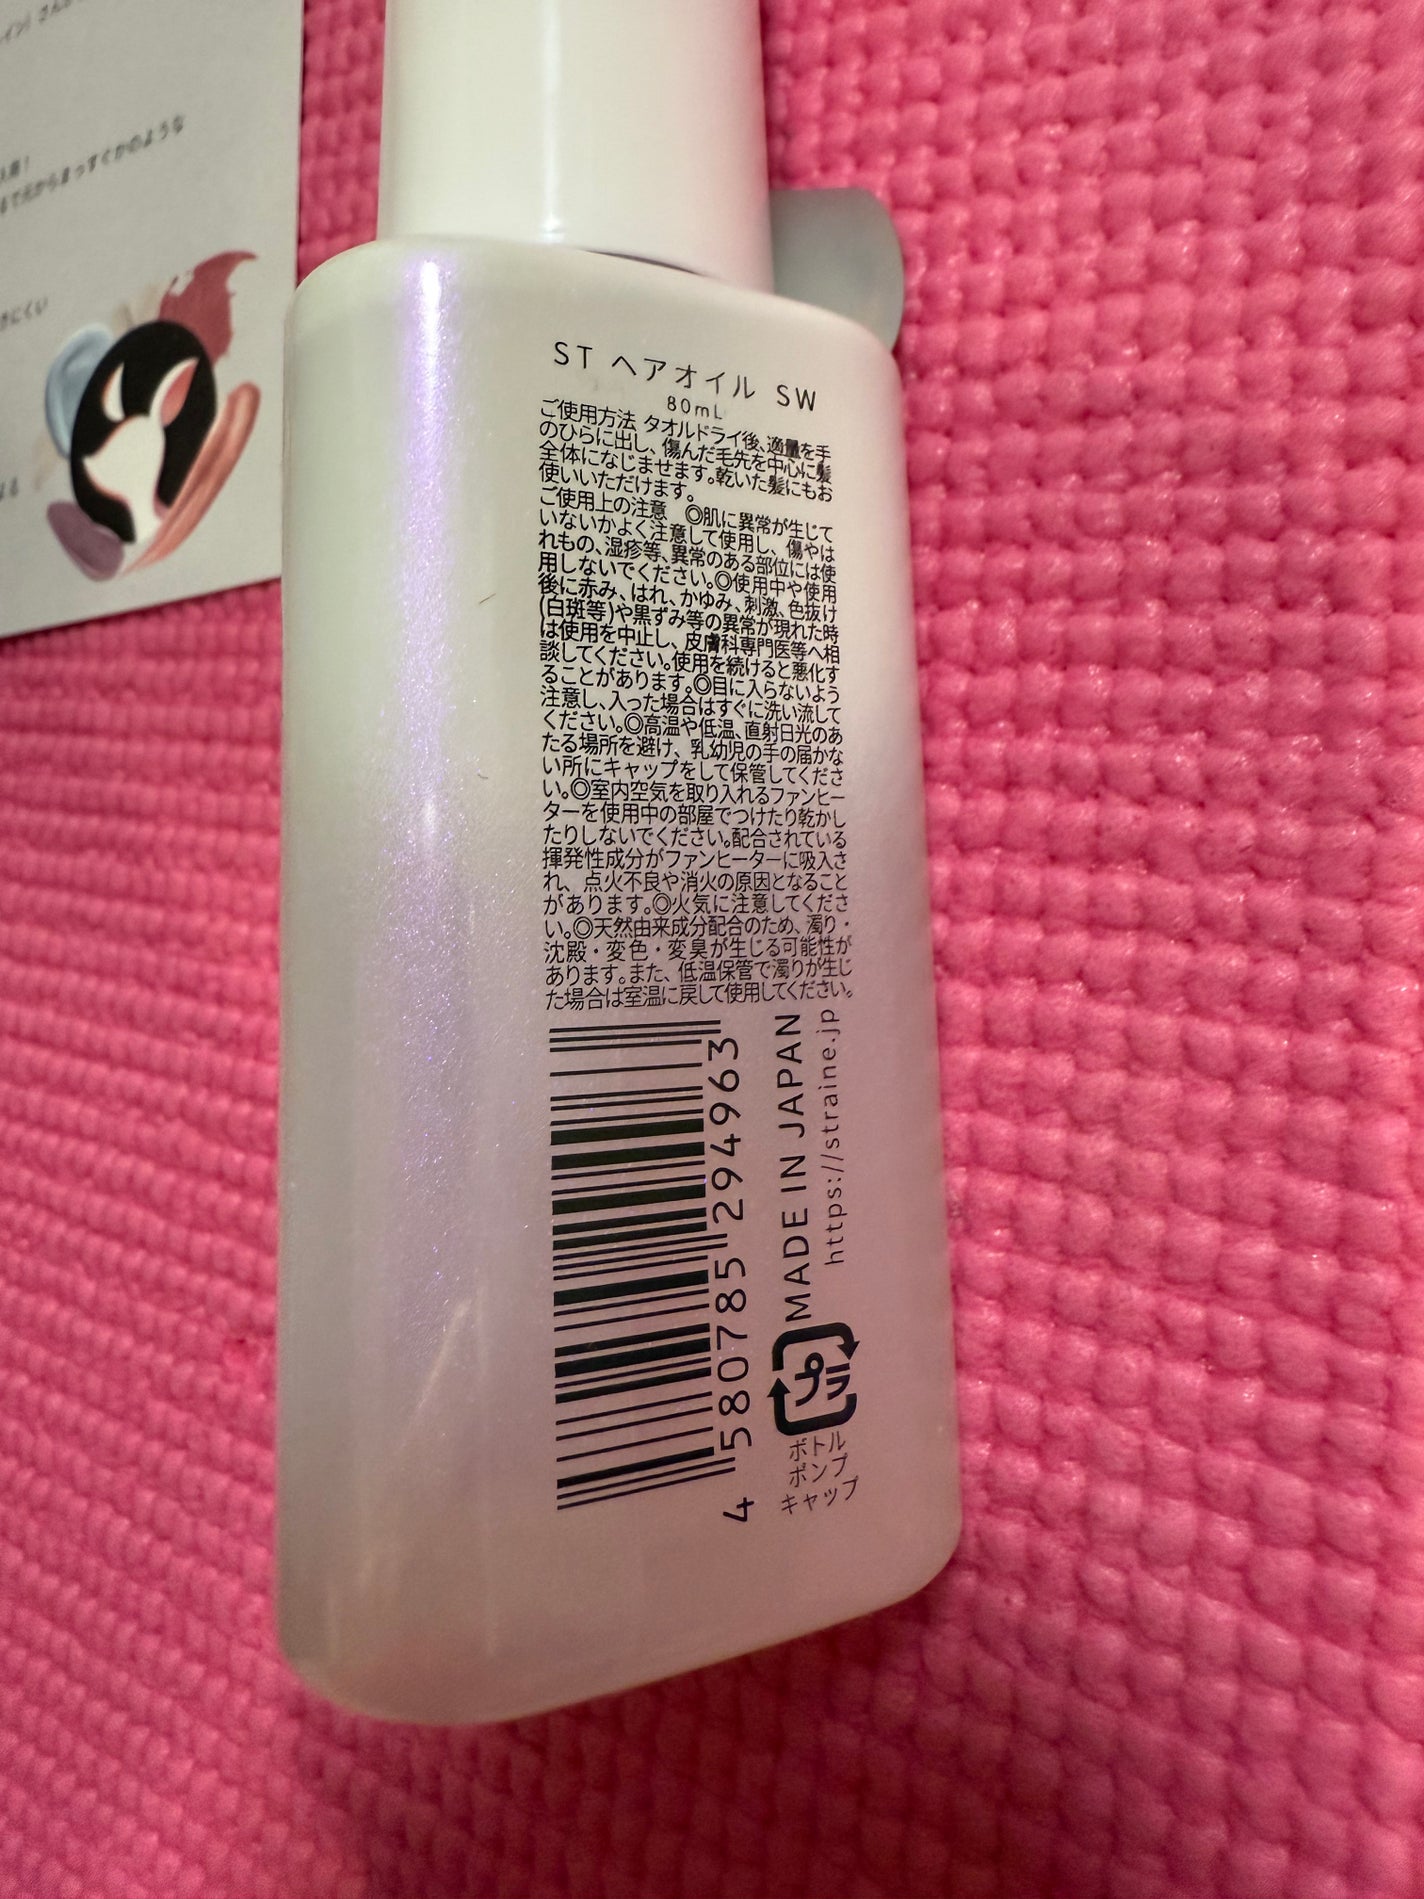 まるで元からまっすぐかのような
きにくい
ST ヘアオイル SW
80mL
ご使用方法 タオルドライ後、適量を手
のひらに出し、傷んだ毛先を中心に髪
全体になじませます。乾いた髪にもお
使いいただけます。
ご使用上の注意 ◎肌に異常が生じて
いないかよく注意して使用し、傷やは
れもの、湿疹等、異常のある部位には使
用しないでください。◎使用中や使用
後に赤み、はれ、かゆみ、刺激、色抜け
(白斑等)や黒ずみ等の異常が現れた時
は使用を中止し、皮膚科専門医等へ相
談してください。使用を続けると悪化す
ることがあります。◎目に入らないよう
注意し、入った場合はすぐに洗い流して
ください。◎高温や低温、直射日光のあ
たる場所を避け、乳幼児の手の届かな
い所にキャップをして保管してくださ
い。◎室内空気を取り入れるファンヒー
ターを使用中の部屋でつけたり乾かし
たりしないでください。配合されている
揮発性成分がファンヒーターに吸入さ
れ、点火不良や消火の原因となること
があります。◎火気に注意してくださ
い。◎天然由来成分配合のため、濁り・
沈殿・変色・変臭が生じる可能性が
あります。また、低温保管で濁りが生じ
た場合は室温に戻して使用してください。
4 580785 294963
MADE IN JAPAN
https://straine.jp
プラ
ボトル
ポンプ
キャップ